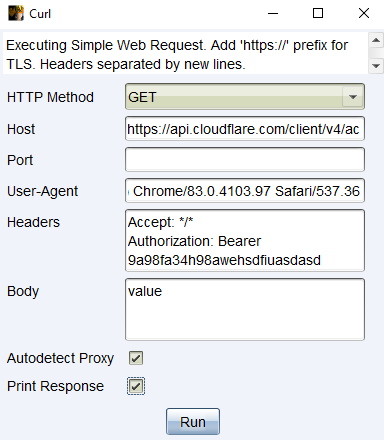 Curl
Executing Simple Web Request. Add 'https://' prefix for
TLS. Headers separated by new lines.
HTTP Method GET
Host https://api.cloudflare.com/client/v4/ac
Port
User-Agent Chrome/83.0.4103.97 Safari/537.36
Headers Accept: */*
Authorization: Bearer
9a98fa34h98awehsdfiuasdasd
Body value
Autodetect Proxy
Print Response
Run